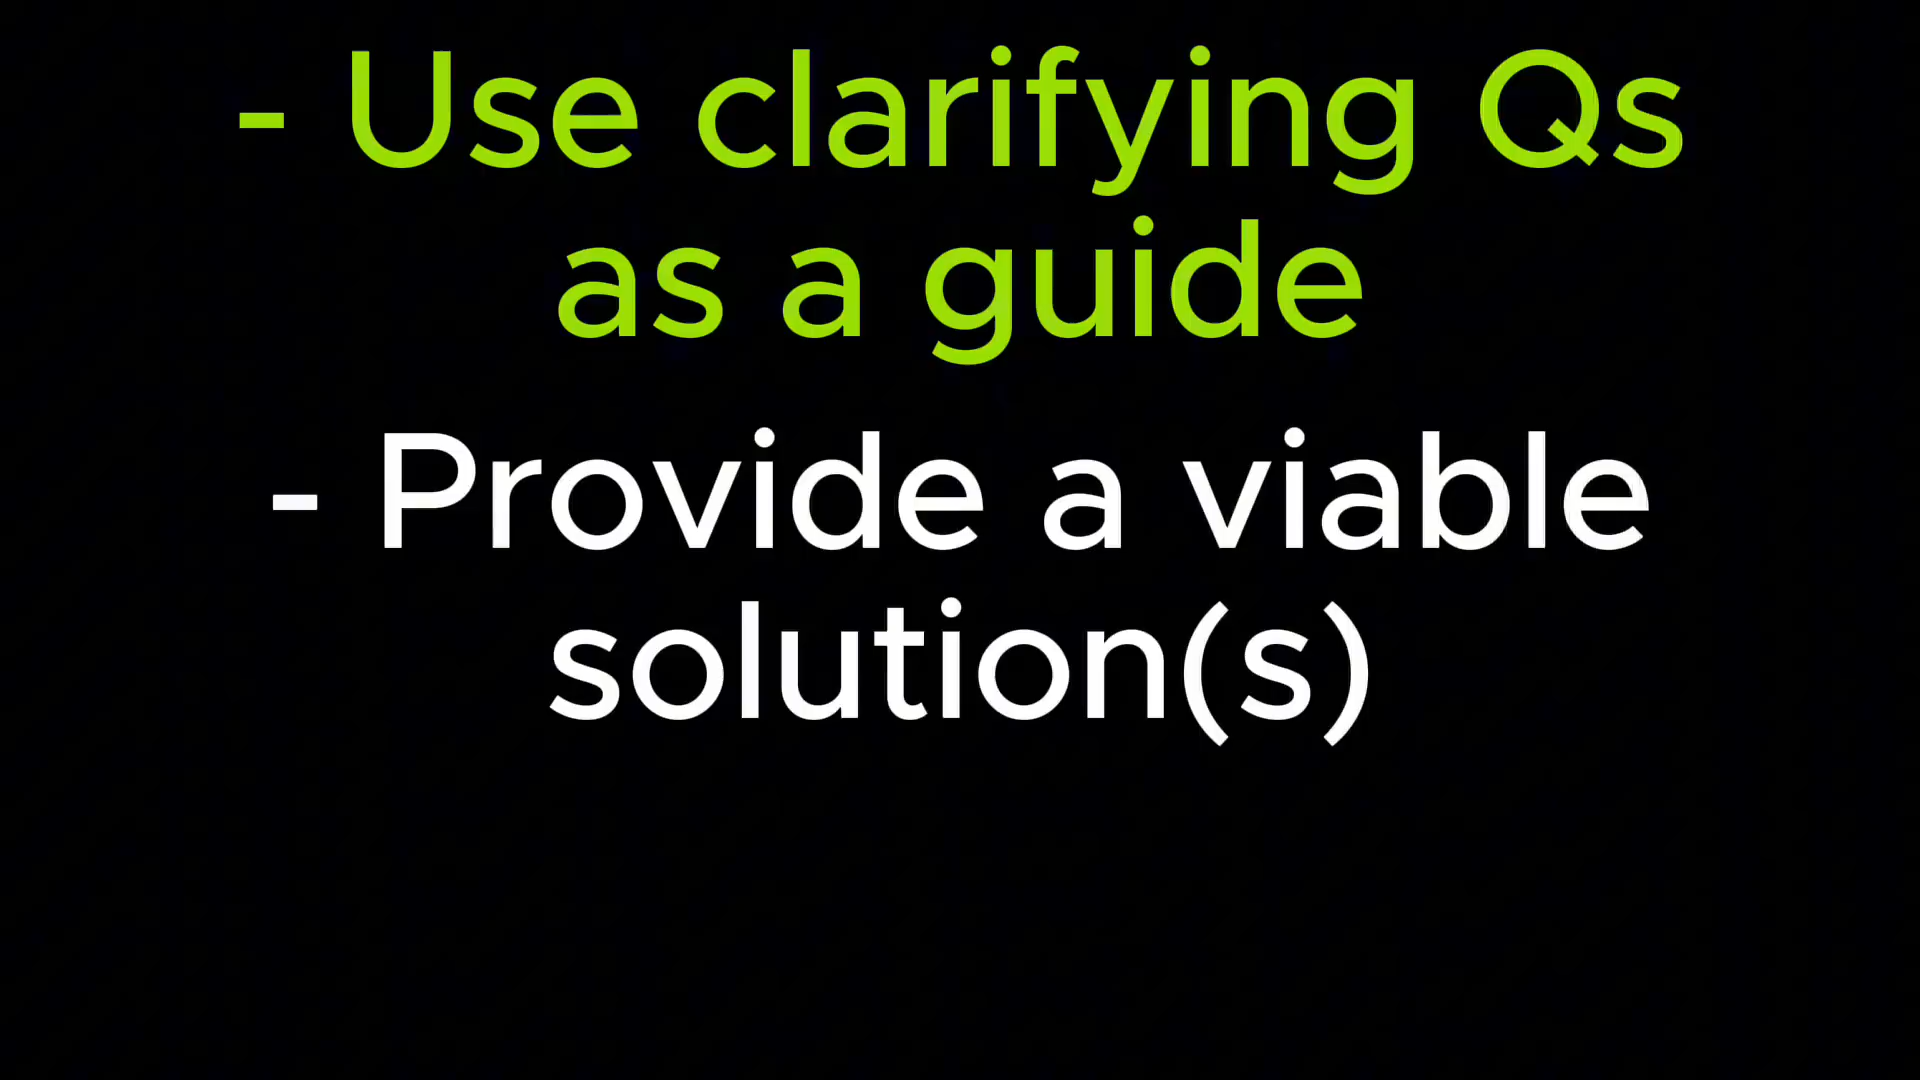 - Use clarifying Qs
as a guide
- Provide a viable
solution(s)